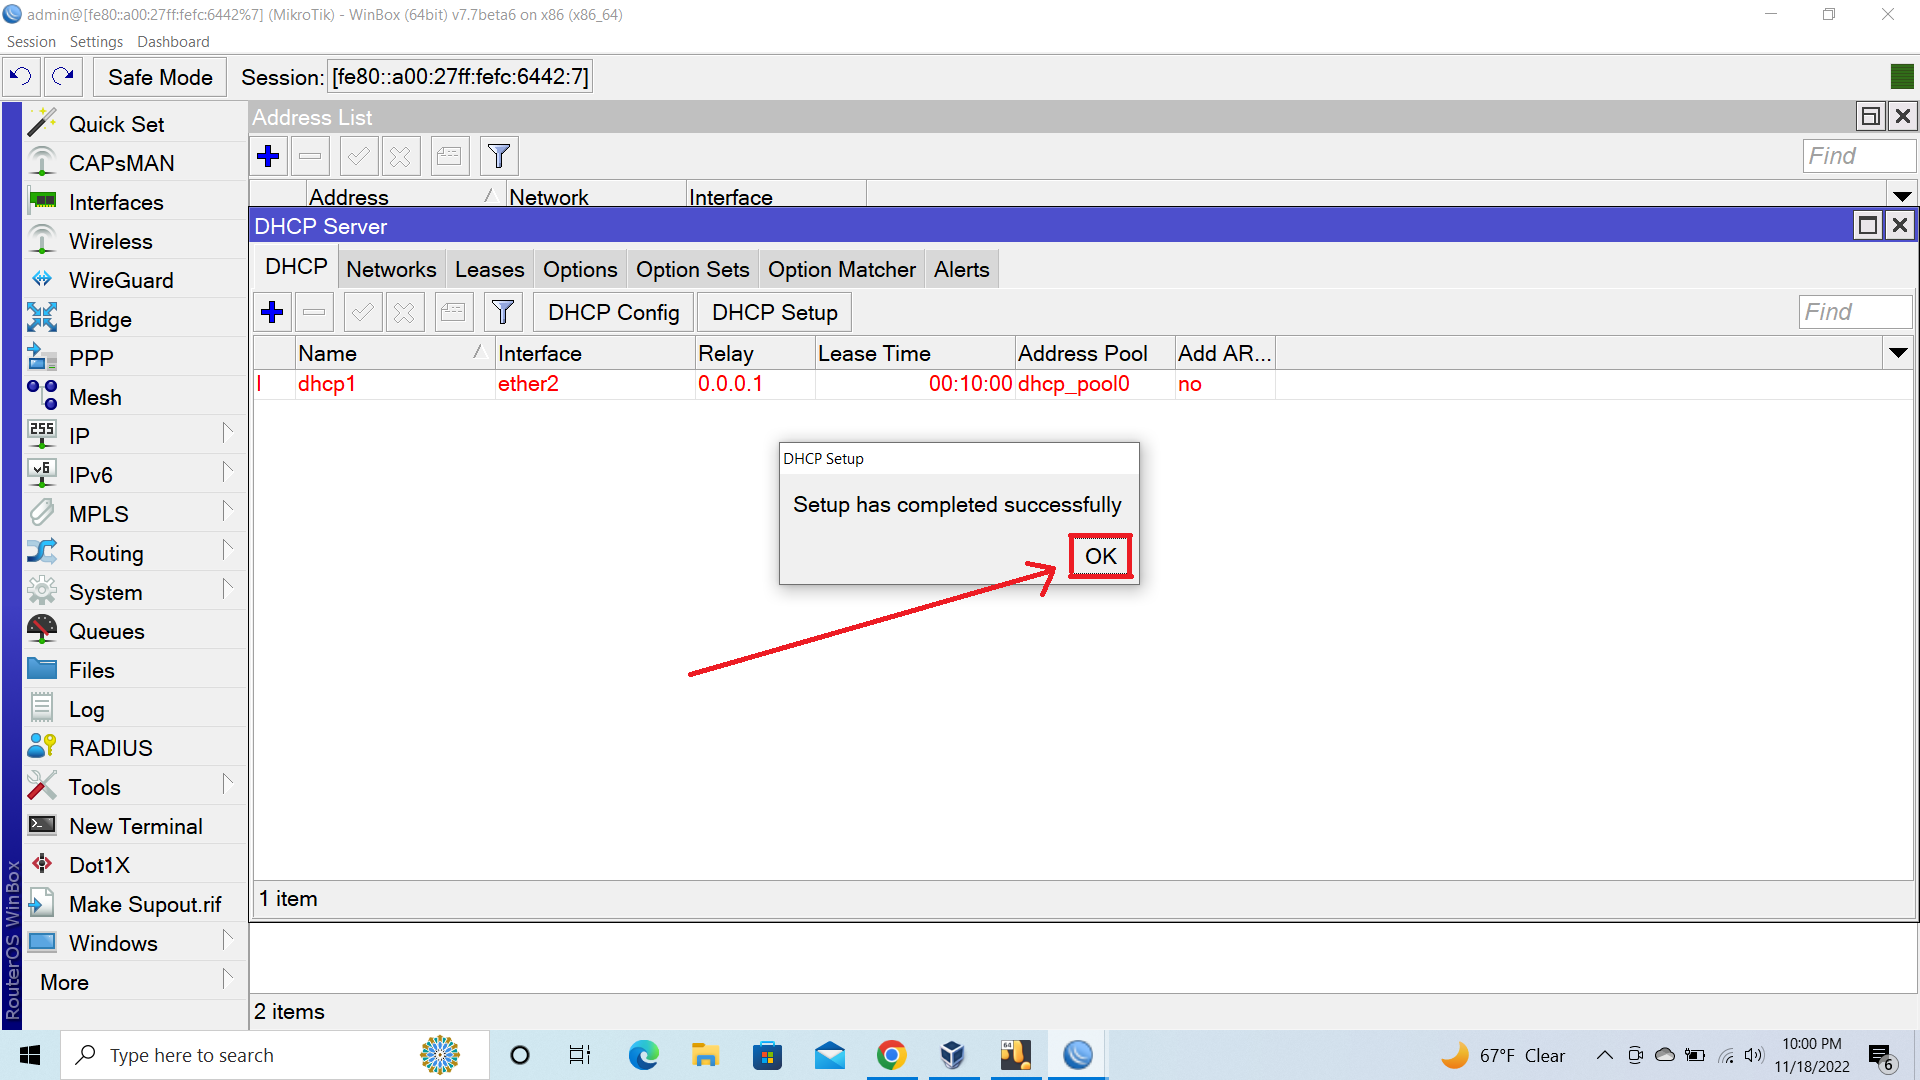 admin@[fe80::a00:27ff:fefc:6442%7] (MikroTik) - WinBox (64bit) v7.7beta6 on x86 (x86_64)
Session Settings Dashboard
Safe Mode Session: [fe80::a00:27ff:fefc:6442:7]
Address List
Find
Address Network Interface
DHCP Server
DHCP Networks Leases Options Option Sets Option Matcher Alerts
DHCP Config DHCP Setup Find
Name Interface Relay Lease Time Address Pool Add AR...
I dhcp1 ether2 0.0.0.1 00:10:00 dhcp_pool0 no
DHCP Setup
Setup has completed successfully
OK
1 item
2 items
Quick Set
CAPsMAN
Interfaces
Wireless
WireGuard
Bridge
PPP
Mesh
255 IP
v6 IPv6
MPLS
Routing
System
Queues
Files
Log
RADIUS
Tools
New Terminal
Dot1X
Make Supout.rif
Windows
More
RouterOS WinBox
Type here to search
64
67°F Clear
10:00 PM
11/18/2022
6